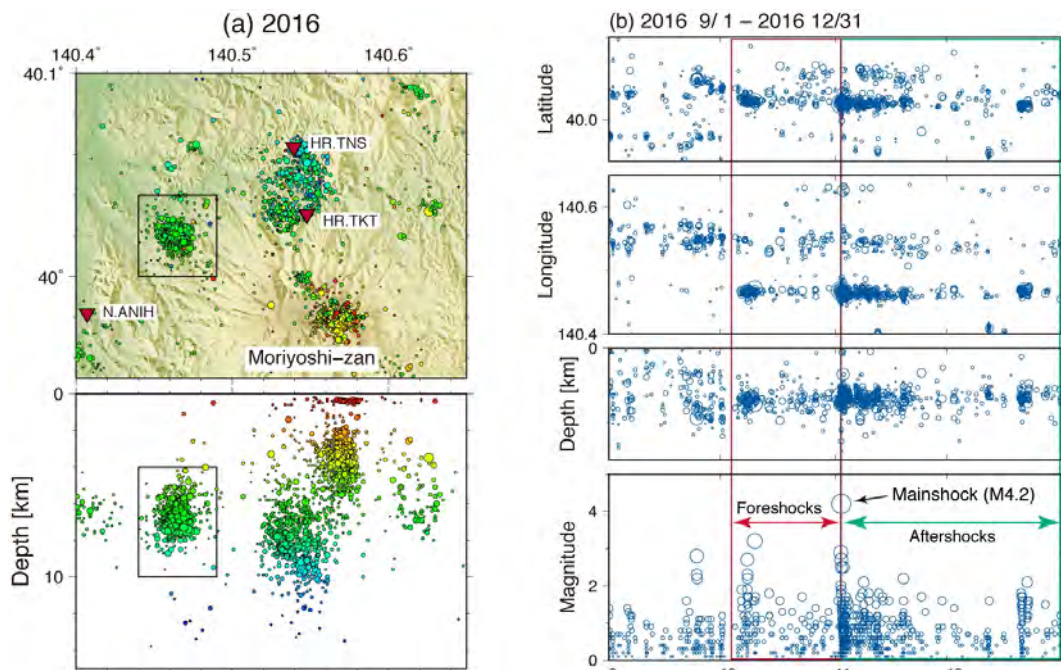 (a) 2016
140.4 140.5 140.6
40.1°
HR.TNS
HR.TKT
40°
N.ANIH
Moriyoshi-zan
0
Depth [km]
10
(b) 2016 9/ 1 – 2016 12/31
Latitude
40.0
140.6
Longitude
140.4
0
Depth [km]
4
Mainshock (M4.2)
Foreshocks
Aftershocks
Magnitude
2
0